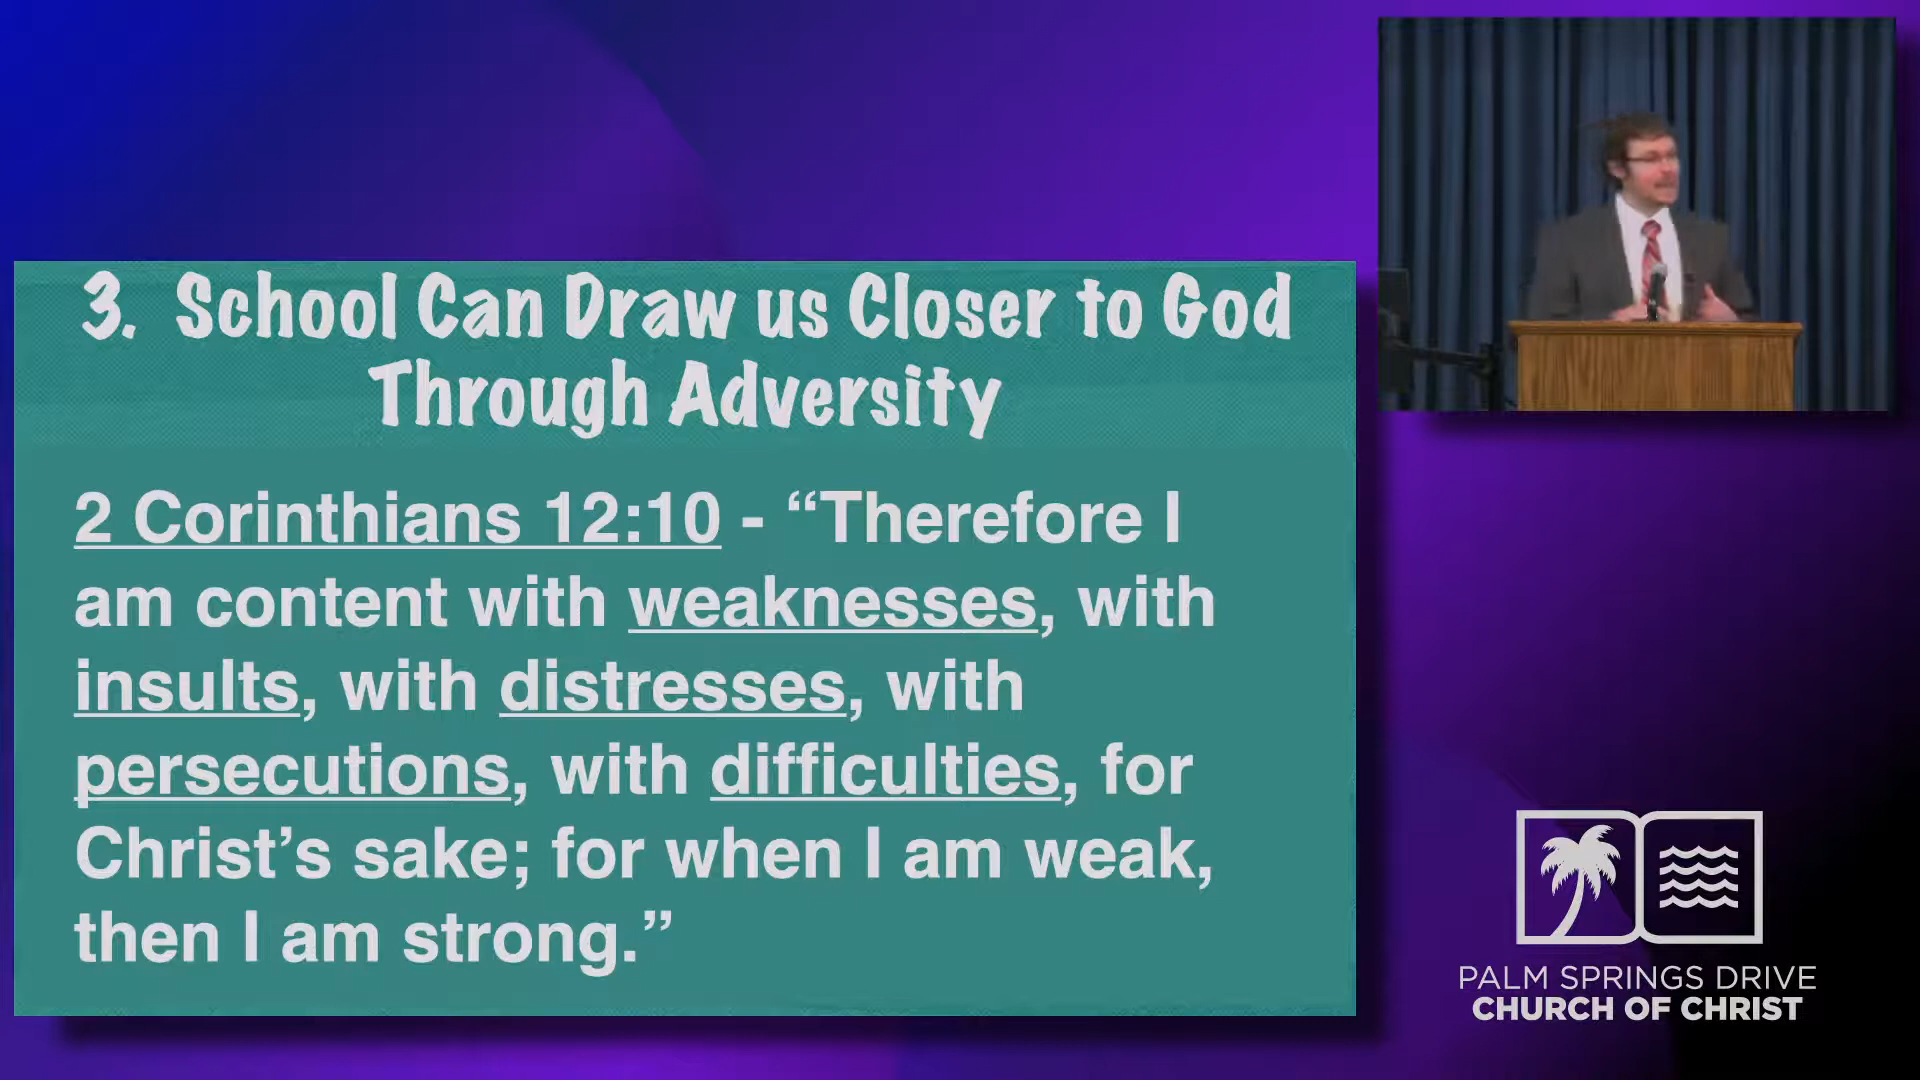 3. School Can Draw us Closer to God
Through Adversity
2 Corinthians 12:10 - “Therefore I
am content with weaknesses, with
insults, with distresses, with
persecutions, with difficulties, for
Christ’s sake; for when I am weak,
then I am strong.”
PALM SPRINGS DRIVE
CHURCH OF CHRIST